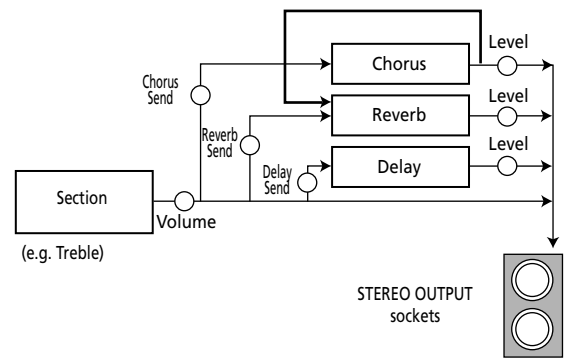 Level
Chorus
Chorus
Send
Level
Reverb
Reverb
Send
Level
Delay
Delay
Send
Section
Volume
(e.g. Treble)
STEREO OUTPUT
sockets